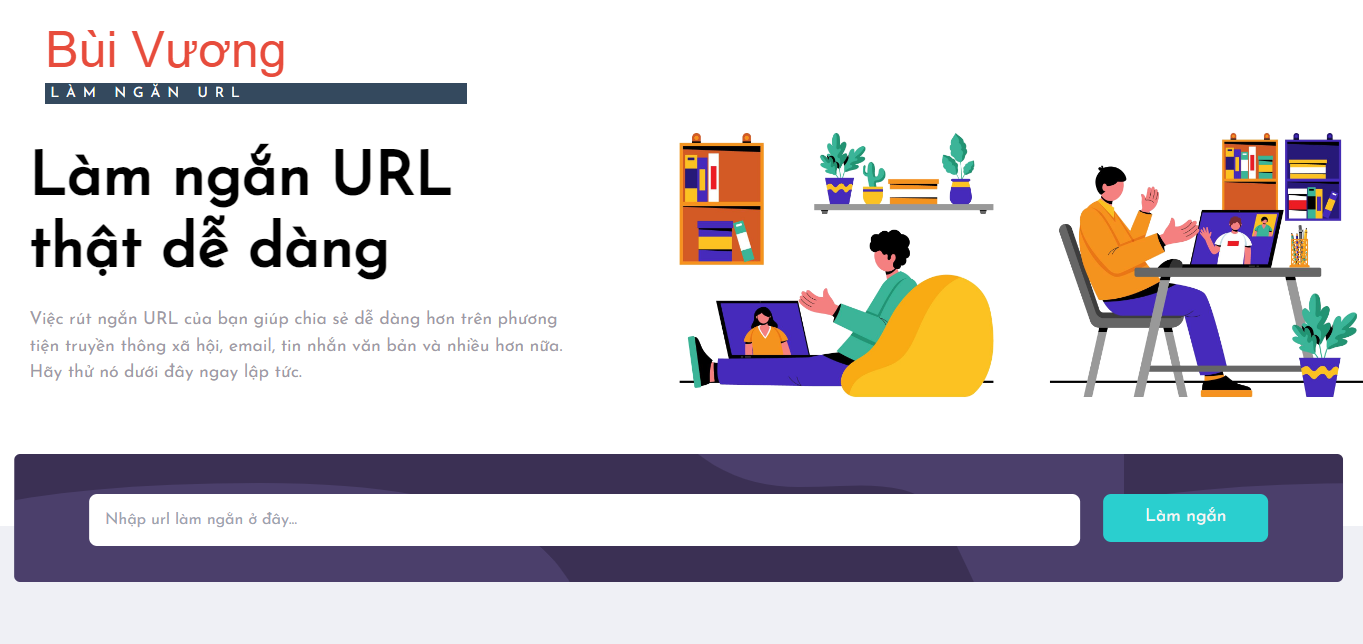 Bùi Vương
LÀM NGẮN URL
Làm ngắn URL
thật dễ dàng
Việc rút ngắn URL của bạn giúp chia sẻ dễ dàng hơn trên phương
tiện truyền thông xã hội, email, tin nhắn văn bản và nhiều hơn nữa.
Hãy thử nó dưới đây ngay lập tức.
Nhập url làm ngắn ở đây...
Làm ngắn